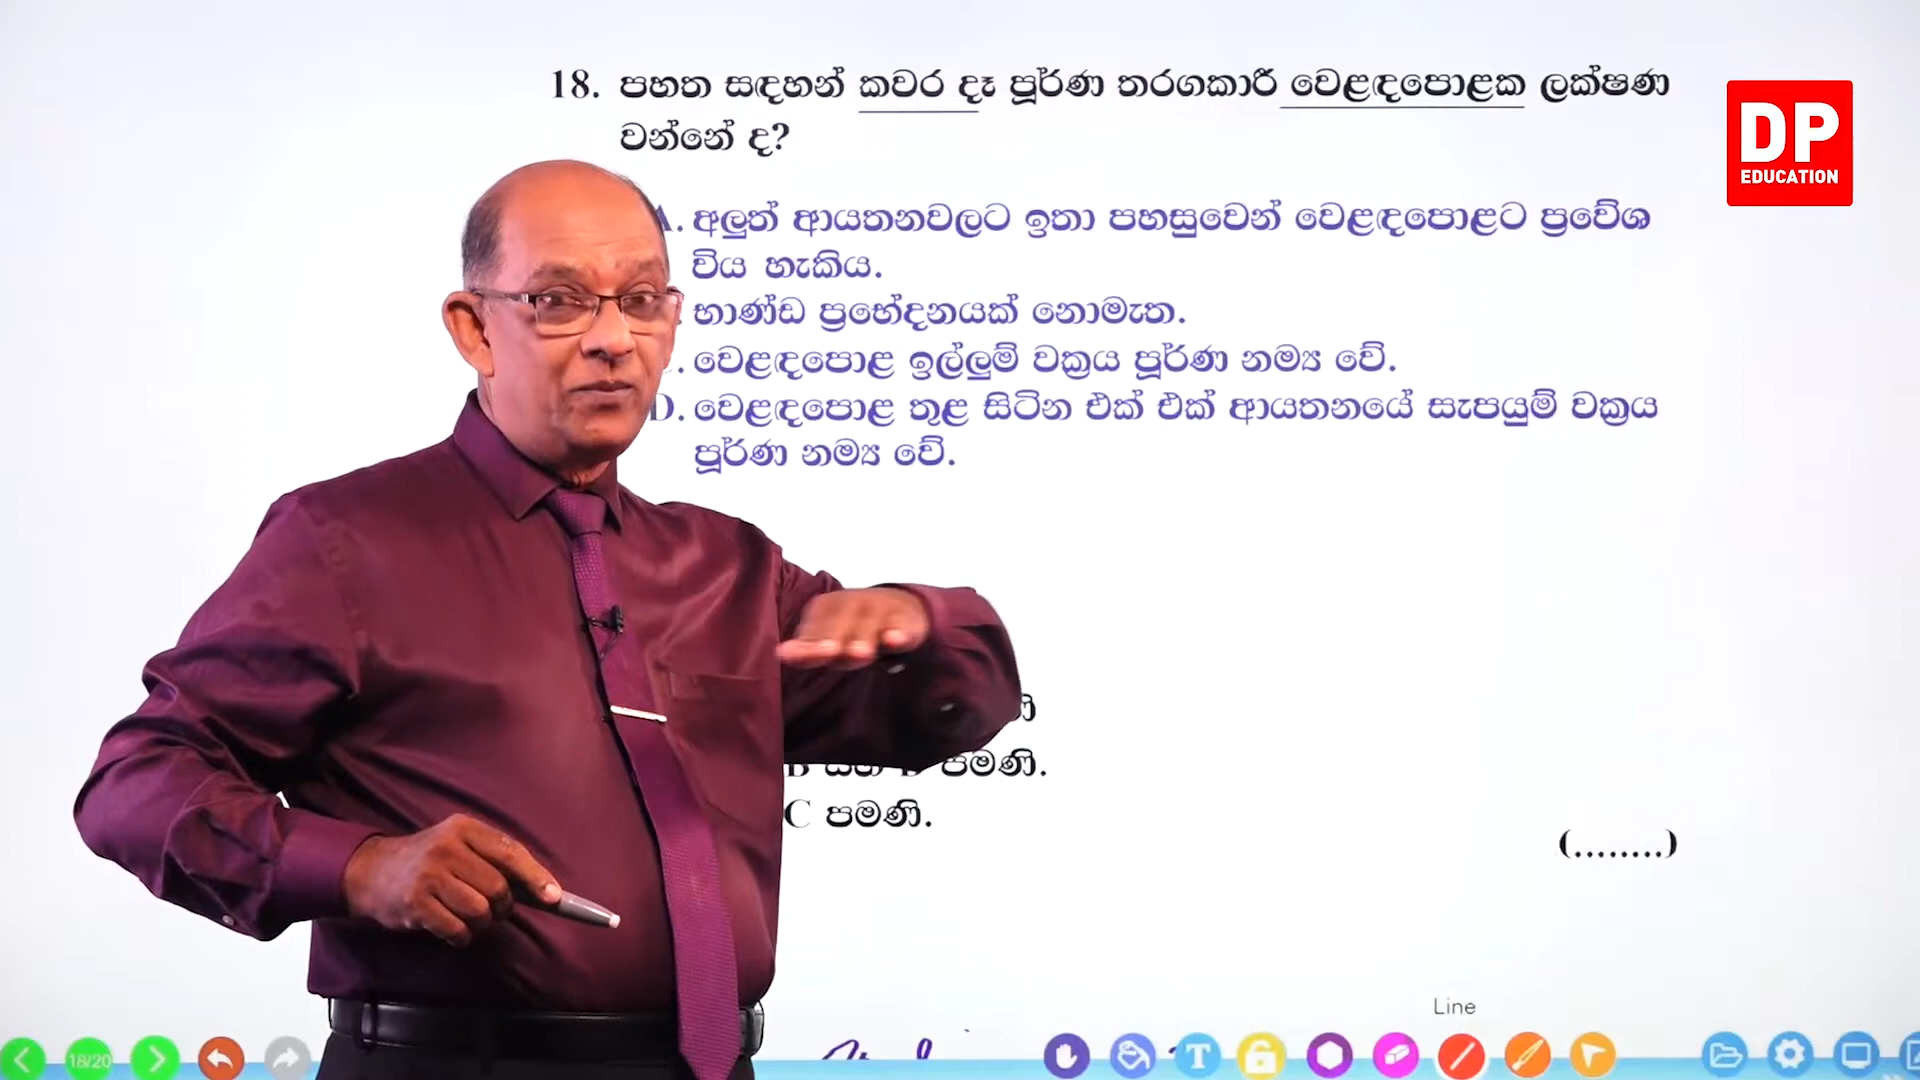 18. පහත සඳහන් කවර දෑ පූර්ණ තරගකාරී වෙළඳපොළක ලක්ෂණ
වන්නේ ද?
DP
EDUCATION
A. අලුත් ආයතනවලට ඉතා පහසුවෙන් වෙළඳපොළට ප්‍රවේශ
විය හැකිය.
භාණ්ඩ ප්‍රභේදනයක් නොමැත.
වෙළඳපොළ ඉල්ලුම් වක්‍රය පූර්ණ නම්‍ය වේ.
D. වෙළඳපොළ තුළ සිටින එක් එක් ආයතනයේ සැපයුම් වක්‍රය
පූර්ණ නම්‍ය වේ.
පමණි.
C පමණි.
(........)
Line
18/20
T